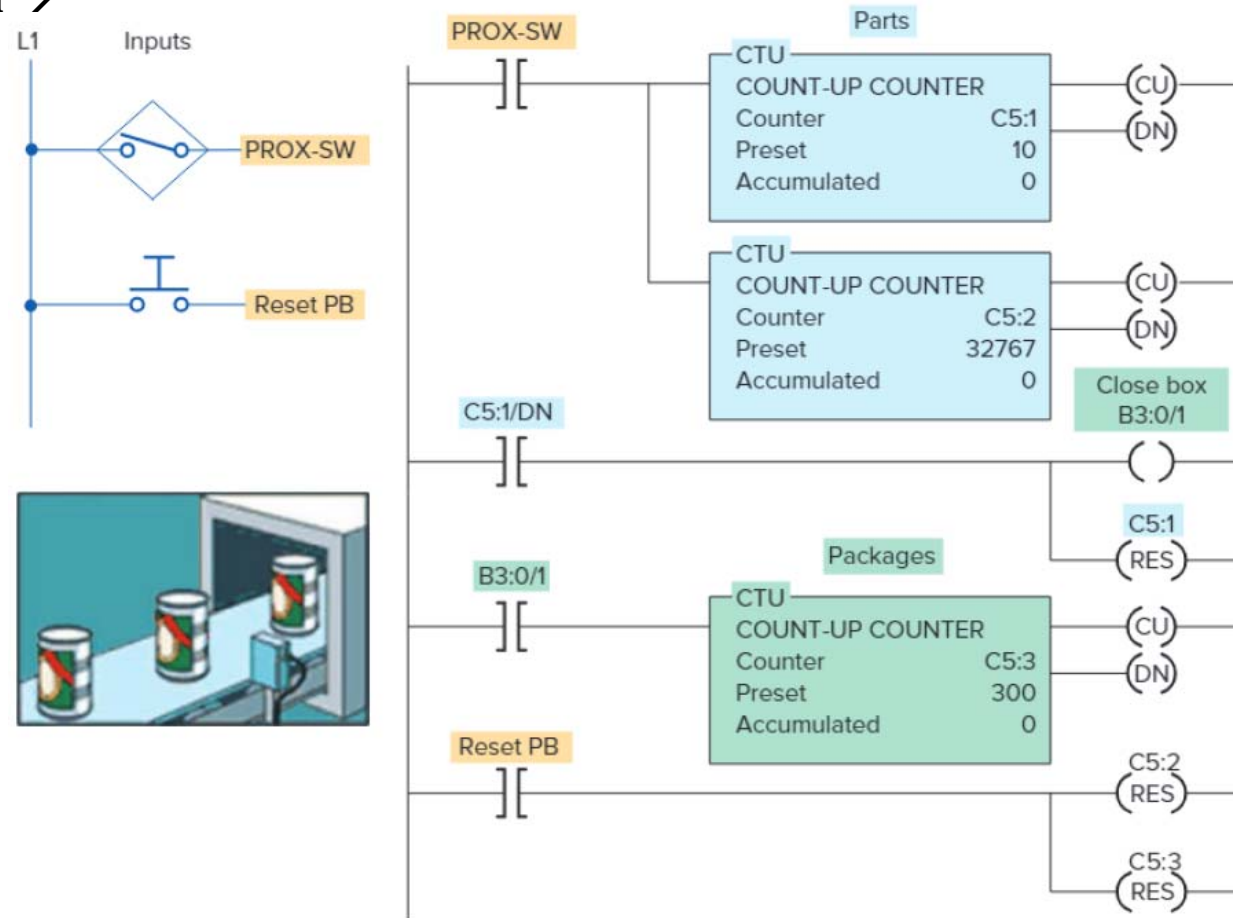 L1
Inputs
PROX-SW
Reset PB
PROX-SW
Parts
CTU
COUNT-UP COUNTER
Counter C5:1
Preset 10
Accumulated 0
CU
DN
CTU
COUNT-UP COUNTER
Counter C5:2
Preset 32767
Accumulated 0
CU
DN
C5:1/DN
Close box
B3:0/1
C5:1
RES
B3:0/1
Packages
CTU
COUNT-UP COUNTER
Counter C5:3
Preset 300
Accumulated 0
CU
DN
Reset PB
C5:2
RES
C5:3
RES